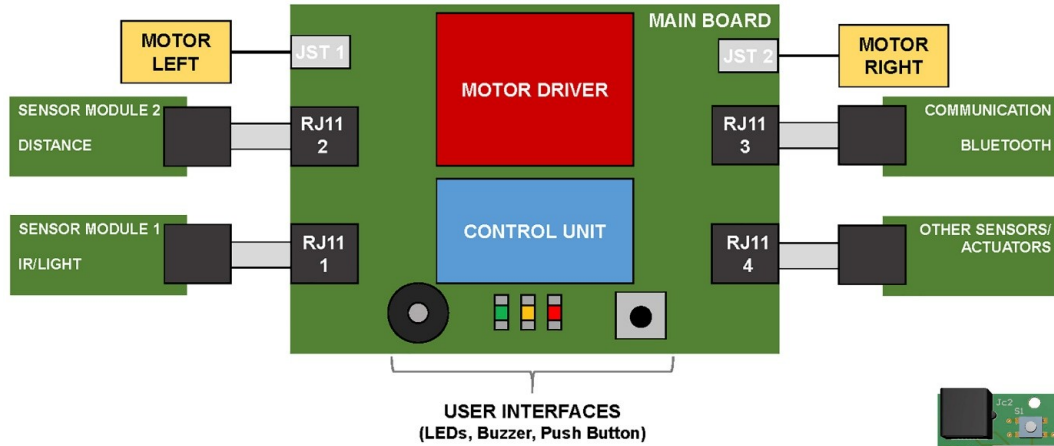 MAIN BOARD
MOTOR
LEFT
JST 1
JST 2
MOTOR
RIGHT
MOTOR DRIVER
SENSOR MODULE 2
DISTANCE
RJ11
2
RJ11
3
COMMUNICATION
BLUETOOTH
CONTROL UNIT
SENSOR MODULE 1
IR/LIGHT
RJ11
1
RJ11
4
OTHER SENSORS/
ACTUATORS
USER INTERFACES
(LEDs, Buzzer, Push Button)
Jc2
S1